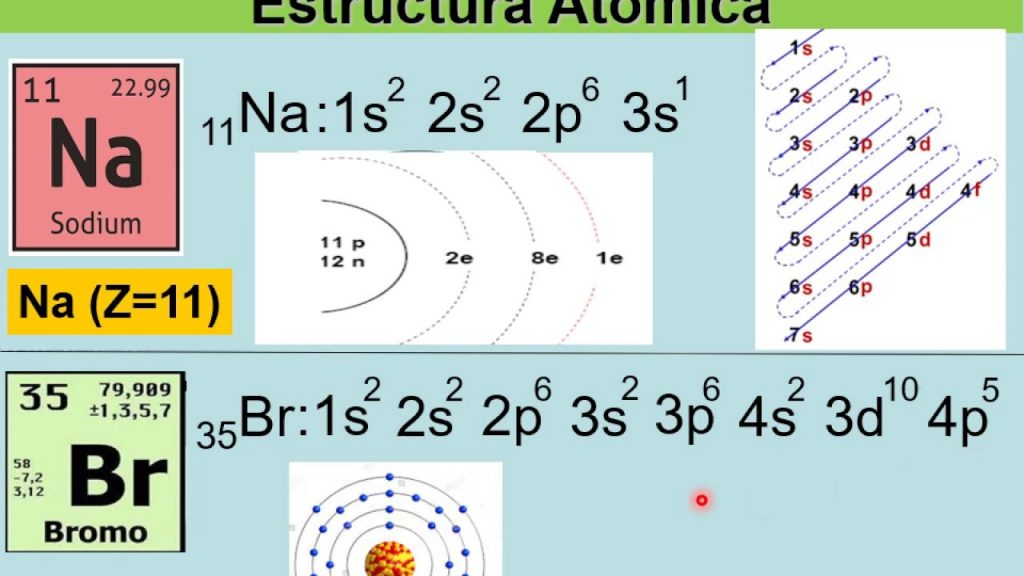 Estructura Atómica
11 22.99
Na
Sodium
Na (Z=11)
₁₁Na:1s² 2s² 2p⁶ 3s¹
11 p
12 n
2e 8e 1e
1s
2s 2p
3s 3p 3d
4s 4p 4d 4f
5s 5p 5d
6s 6p
7s
35 79,909
±1,3,5,7
58
-7,2
3,12
Br
Bromo
₃₅Br:1s² 2s² 2p⁶ 3s² 3p⁶ 4s² 3d¹⁰ 4p⁵